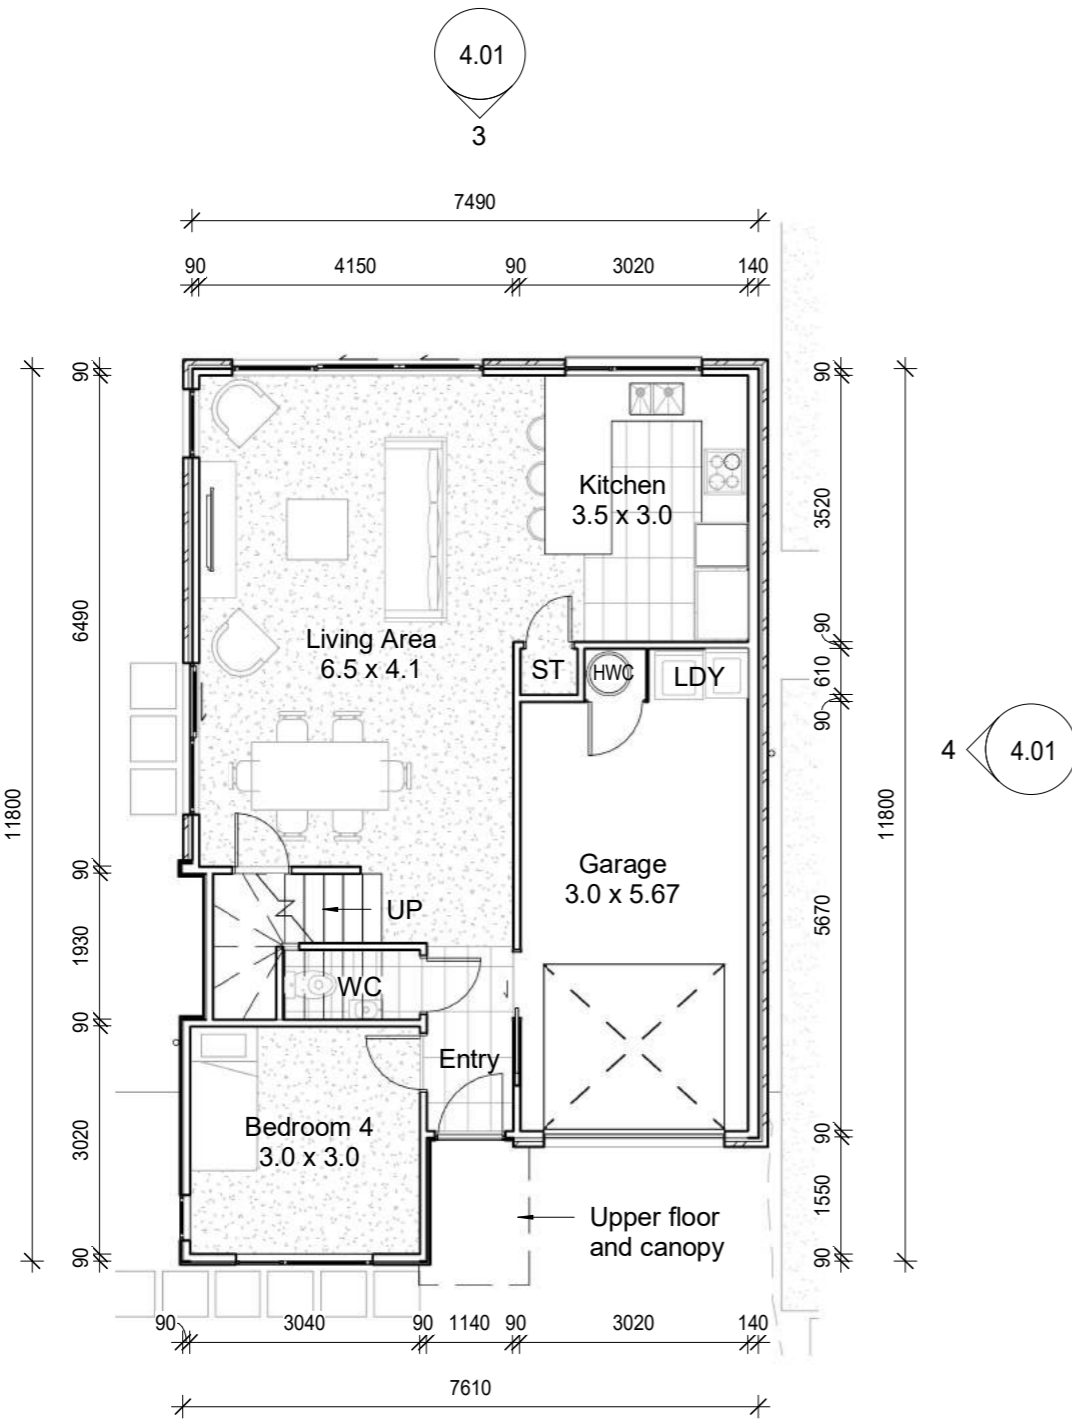 4.01
3
7490
90 4150 90 3020 140
90
6490
90
1930
90
3020
90
11800
90
3520
90
610
90
5670
90
1550
90
11800
4 4.01
Kitchen
3.5 x 3.0
Living Area
6.5 x 4.1
ST
HWC
LDY
Garage
3.0 x 5.67
UP
WC
Entry
Bedroom 4
3.0 x 3.0
Upper floor
and canopy
90 3040 90 1140 90 3020 140
7610